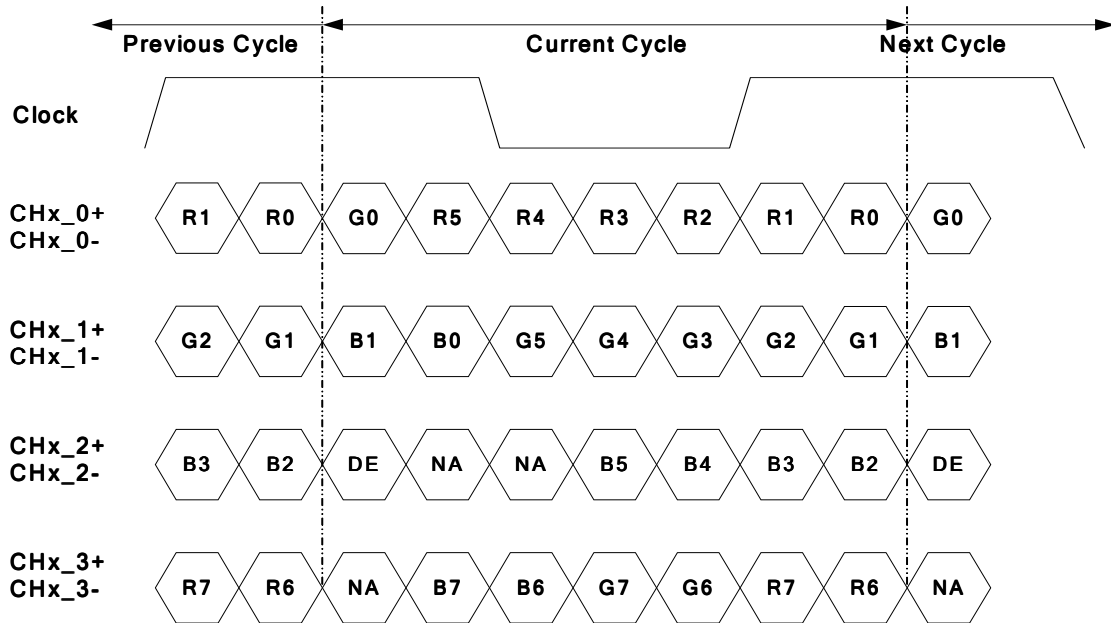 Previous Cycle Current Cycle Next Cycle
Clock
CHx_0+ R1 R0 G0 R5 R4 R3 R2 R1 R0 G0
CHx_0-
CHx_1+ G2 G1 B1 B0 G5 G4 G3 G2 G1 B1
CHx_1-
CHx_2+ B3 B2 DE NA NA B5 B4 B3 B2 DE
CHx_2-
CHx_3+ R7 R6 NA B7 B6 G7 G6 R7 R6 NA
CHx_3-